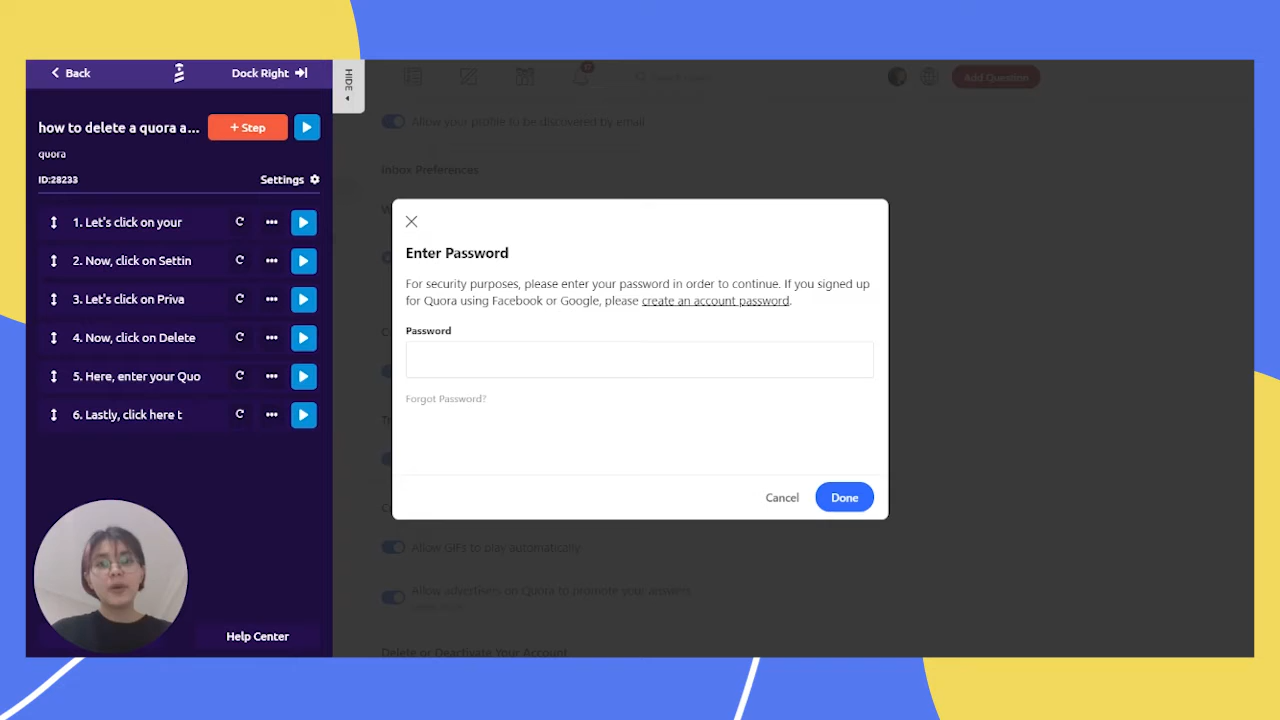 Back
Dock Right
HIDE
how to delete a quora a...
+ Step
quora
ID:28233
Settings
1. Let's click on your
2. Now, click on Settin
3. Let's click on Priva
4. Now, click on Delete
5. Here, enter your Quo
6. Lastly, click here t
Help Center
Add Question
Allow your profile to be discovered by email
Inbox Preferences
Enter Password
For security purposes, please enter your password in order to continue. If you signed up
for Quora using Facebook or Google, please create an account password.
Password
Forgot Password?
Cancel
Done
Allow GIFs to play automatically
Allow advertisers on Quora to promote your answers
Delete or Deactivate Your Account